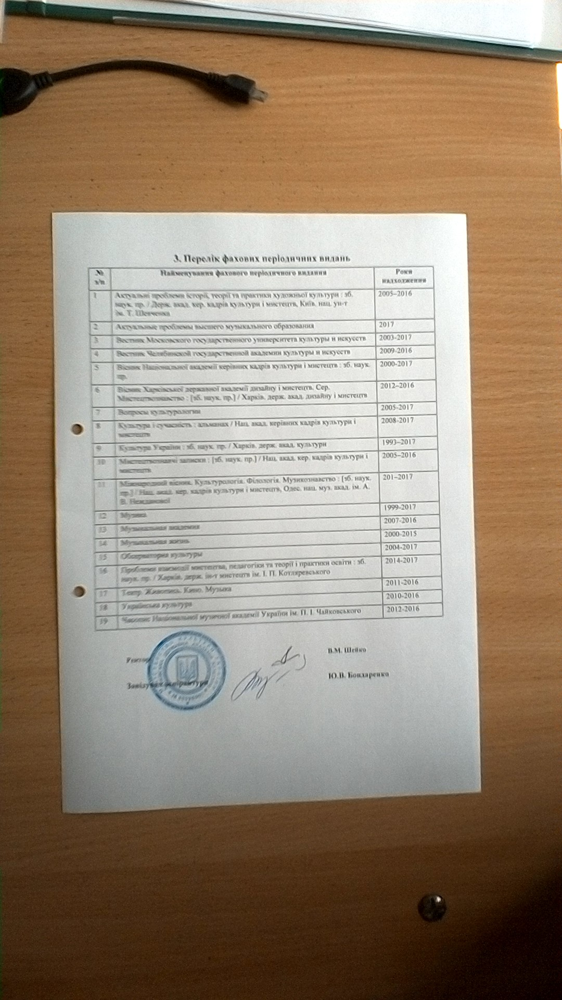 3. Перелік фахових періодичних видань
№ з/п Найменування фахового періодичного видання Роки надходження
1 Актуальні проблеми історії, теорії та практики художньої культури : зб. 2005–2016
наук. пр. / Держ. акад. кер. кадрів культури і мистецтв, Київ. нац. ун-т
ім. Т. Шевченка
2 Актуальные проблемы высшего музыкального образования 2017
3 Вестник Московского государственного университета культуры и искусств 2003-2017
4 Вестник Челябинской государственной академии культуры и искусств 2009-2016
5 Вісник Національної академії керівних кадрів культури і мистецтв : зб. наук. 2000-2017
пр.
6 Вісник Харківської державної академії дизайну і мистецтв. Сер. 2012–2016
Мистецтвознавство : [зб. наук. пр.] / Харків. держ. акад. дизайну і мистецтв
7 Вопросы культурологии 2005-2017
8 Культура і сучасність : альманах / Нац. акад. керівних кадрів культури і 2008-2017
мистецтв
9 Культура України : зб. наук. пр. / Харків. держ. акад. культури 1993–2017
10 Мистецтвознавчі записки : [зб. наук. пр.] / Нац. акад. кер. кадрів культури і 2005–2016
мистецтв
11 Міжнародний вісник. Культурологія. Філологія. Музикознавство : [зб. наук. 201–2017
пр.] / Нац. акад. кер. кадрів культури і мистецтв, Одес. нац. муз. акад. ім. А.
В. Нежданової
12 Музика 1999-2017
13 Музыкальная академия 2007-2016
14 Музыкальная жизнь 2000-2015
15 Обсерватория культуры 2004-2017
16 Проблеми взаємодії мистецтва, педагогіки та теорії і практики освіти : зб. 2014-2017
наук. пр. / Харків. держ. ін-т мистецтв ім. І. П. Котляревського
17 Театр. Живопись. Кино. Музыка 2011-2016
18 Українська культура 2010-2016
19 Часопис Національної музичної академії України ім. П. І. Чайковського 2012-2016
Ректор В.М. Шейко
Завідувач аспірантури Ю.В. Бондаренко